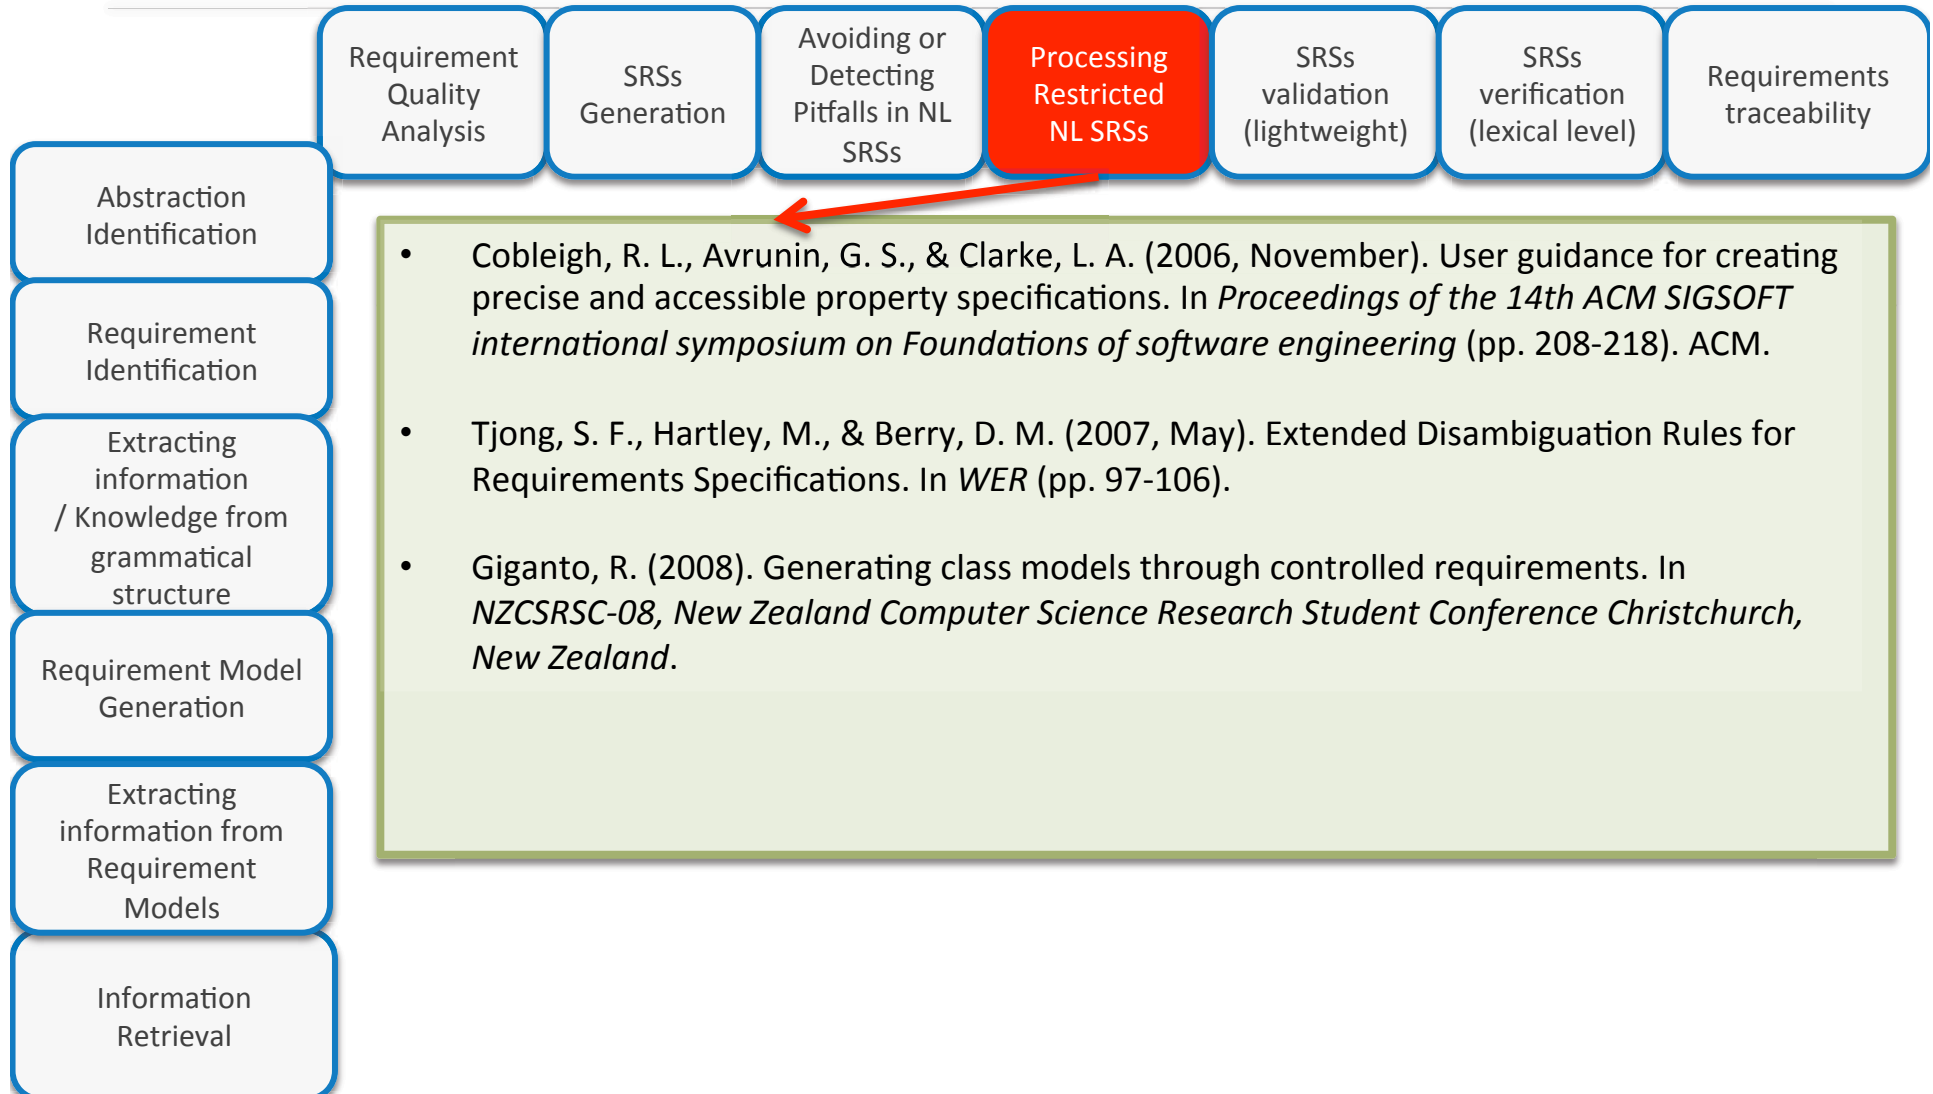 Requirement
Quality
Analysis
SRSs
Generation
Avoiding or
Detecting
Pitfalls in NL
SRSs
Processing
Restricted
NL SRSs
SRSs
validation
(lightweight)
SRSs
verification
(lexical level)
Requirements
traceability
Abstraction
Identification
Requirement
Identification
Extracting
information
/ Knowledge from
grammatical
structure
Requirement Model
Generation
Extracting
information from
Requirement
Models
Information
Retrieval
• Cobleigh, R. L., Avrunin, G. S., & Clarke, L. A. (2006, November). User guidance for creating
precise and accessible property specifications. In Proceedings of the 14th ACM SIGSOFT
international symposium on Foundations of software engineering (pp. 208-218). ACM.
• Tjong, S. F., Hartley, M., & Berry, D. M. (2007, May). Extended Disambiguation Rules for
Requirements Specifications. In WER (pp. 97-106).
• Giganto, R. (2008). Generating class models through controlled requirements. In
NZCSRSC-08, New Zealand Computer Science Research Student Conference Christchurch,
New Zealand.